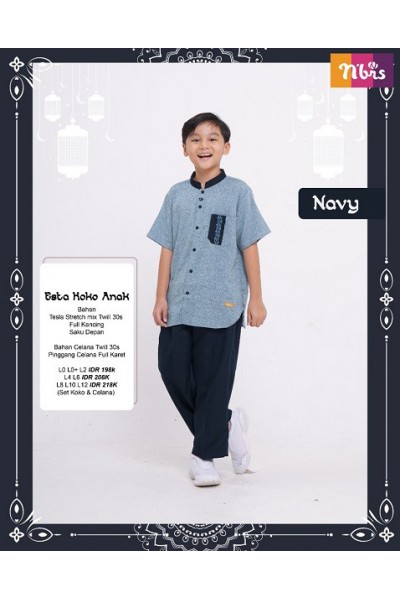 N'brs
Navy
Esta Koko Anak
Bahan
Tesla Stretch mix Twill 30s
Full Kancing
Saku Depan
Bahan Celana Twill 30s
Pinggang Celana Full Karet
L0 L0+ L2 IDR 198k
L4 L6 IDR 208K
L8 L10 L12 IDR 218K
(Set Koko & Celana)